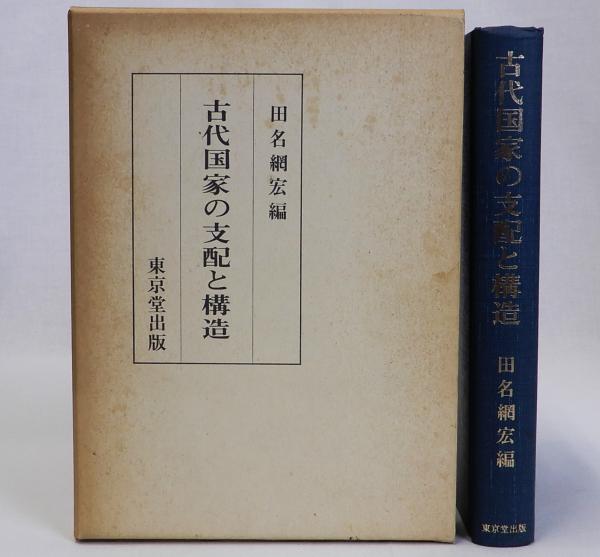 田名網宏編
古代国家の支配と構造
東京堂出版
古代国家の支配と構造
田名網宏編
東京堂出版